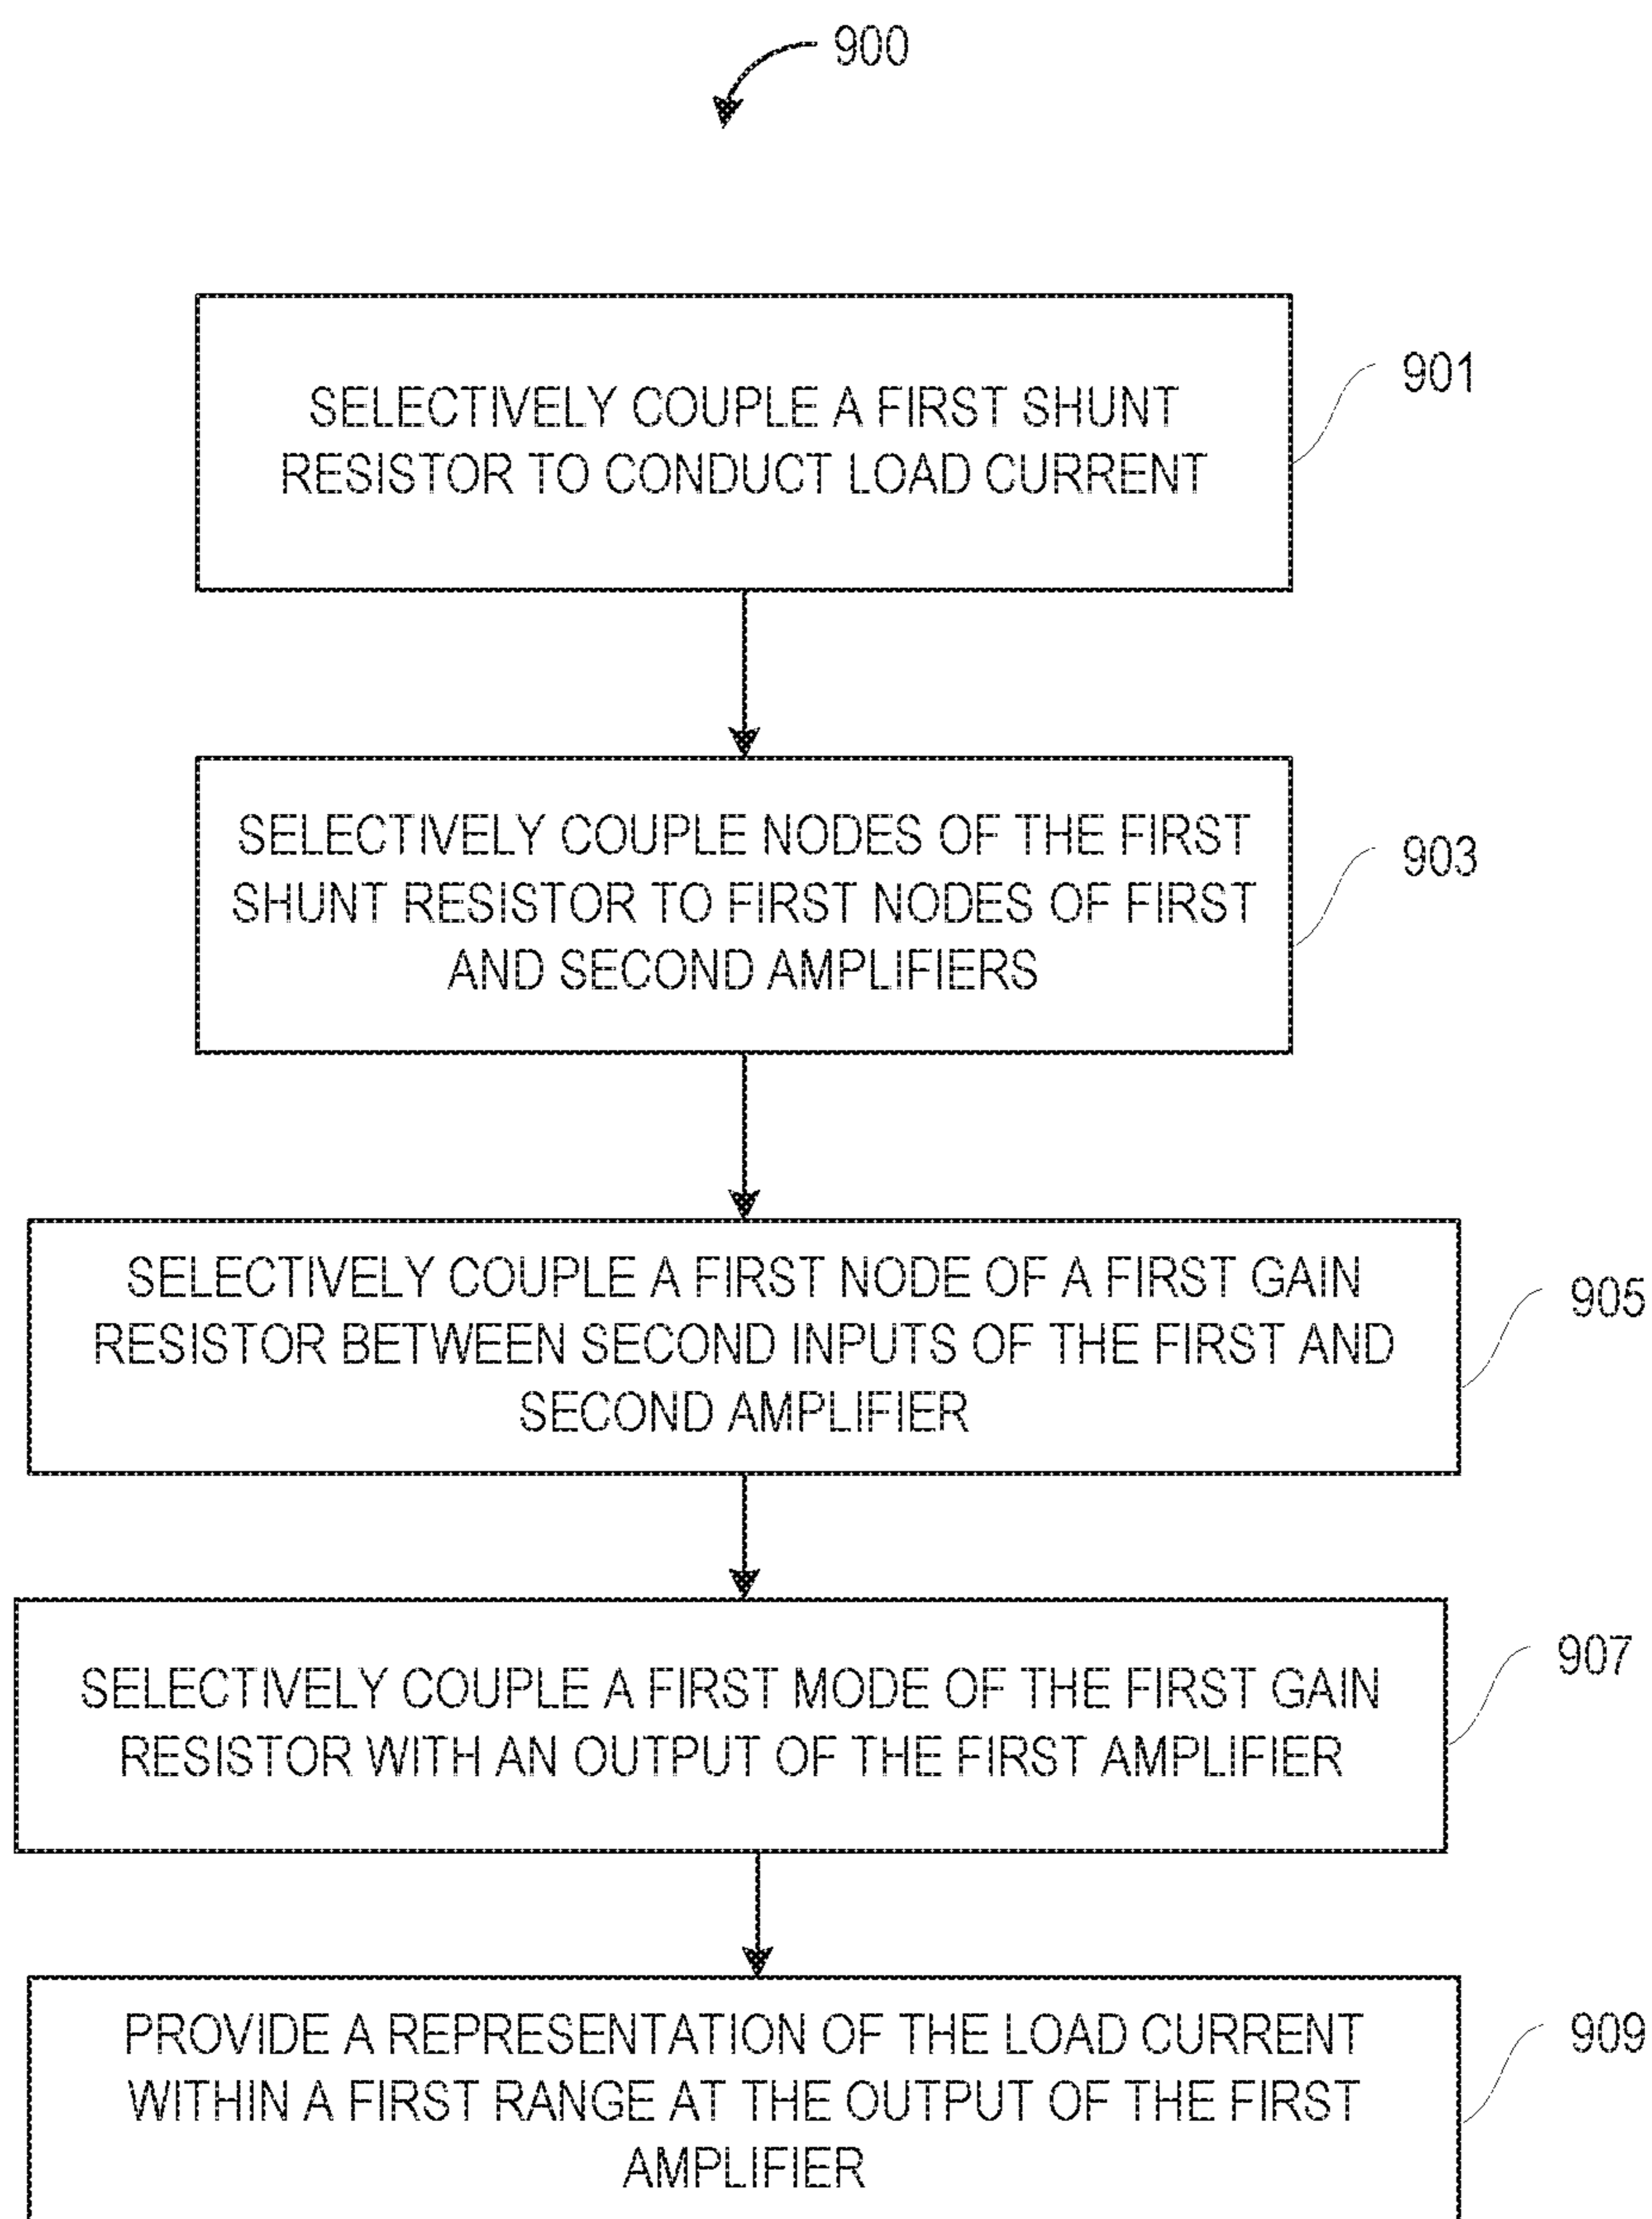 900
SELECTIVELY COUPLE A FIRST SHUNT
RESISTOR TO CONDUCT LOAD CURRENT
901
SELECTIVELY COUPLE NODES OF THE FIRST
SHUNT RESISTOR TO FIRST NODES OF FIRST
AND SECOND AMPLIFIERS
903
SELECTIVELY COUPLE A FIRST NODE OF A FIRST GAIN
RESISTOR BETWEEN SECOND INPUTS OF THE FIRST AND
SECOND AMPLIFIER
905
SELECTIVELY COUPLE A FIRST MODE OF THE FIRST GAIN
RESISTOR WITH AN OUTPUT OF THE FIRST AMPLIFIER
907
PROVIDE A REPRESENTATION OF THE LOAD CURRENT
WITHIN A FIRST RANGE AT THE OUTPUT OF THE FIRST
AMPLIFIER
909